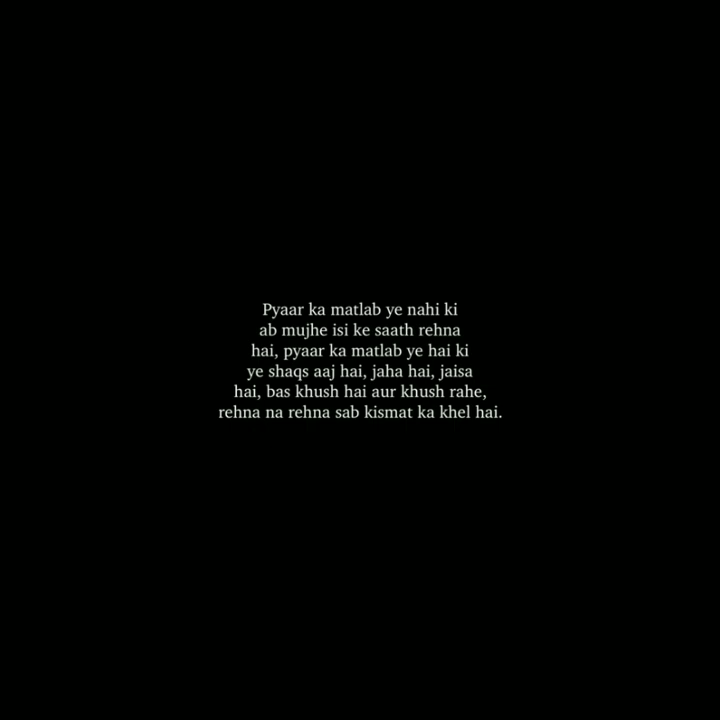 Pyaar ka matlab ye nahi ki
ab mujhe isi ke saath rehna
hai, pyaar ka matlab ye hai ki
ye shaqs aaj hai, jaha hai, jaisa
hai, bas khush hai aur khush rahe,
rehna na rehna sab kismat ka khel hai.